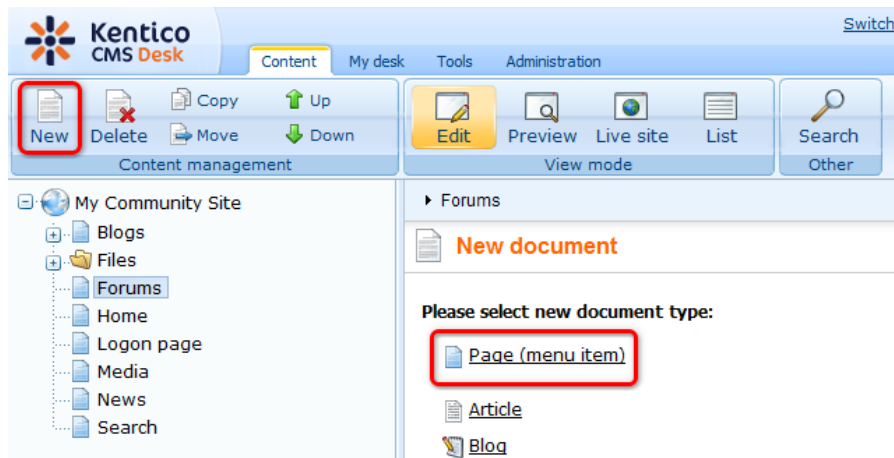 Kentico
CMS Desk
Switch
Content My desk Tools Administration
New Delete Copy Move Up Down
Content management
Edit Preview Live site List
View mode
Search
Other
My Community Site
Blogs
Files
Forums
Home
Logon page
Media
News
Search
Forums
New document
Please select new document type:
Page (menu item)
Article
Blog